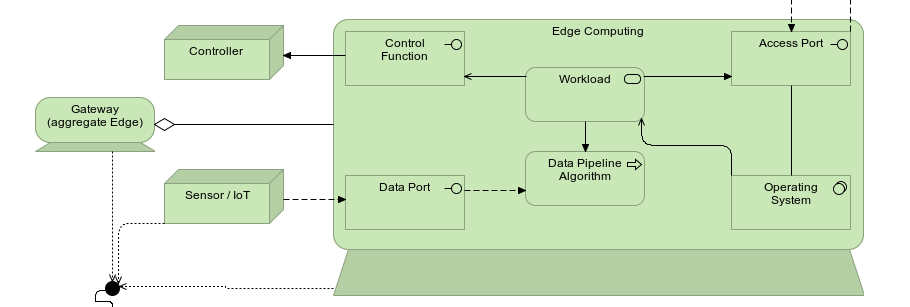 Edge Computing
Controller
Control
Function
Access Port
Workload
Gateway
(aggregate Edge)
Data Pipeline
Algorithm
Sensor / IoT
Data Port
Operating
System